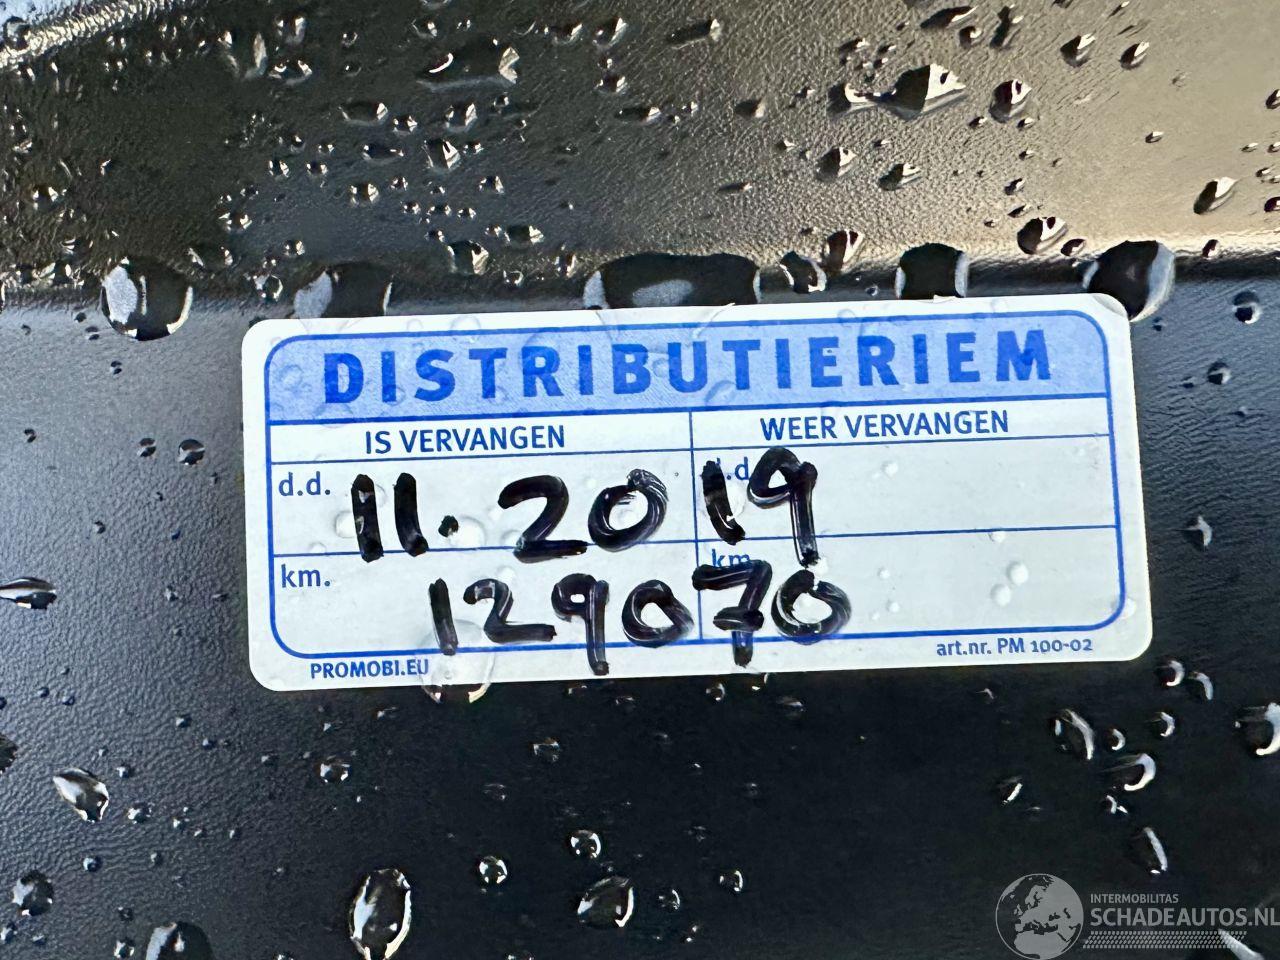 DISTRIBUTIERIEM
IS VERVANGEN
WEER VERVANGEN
d.d. 11.2019
d.d.
km. 129070
km.
PROMOBI.EU
art.nr. PM 100-02
INTERMOBILITAS
SCHADEAUTOS.NL